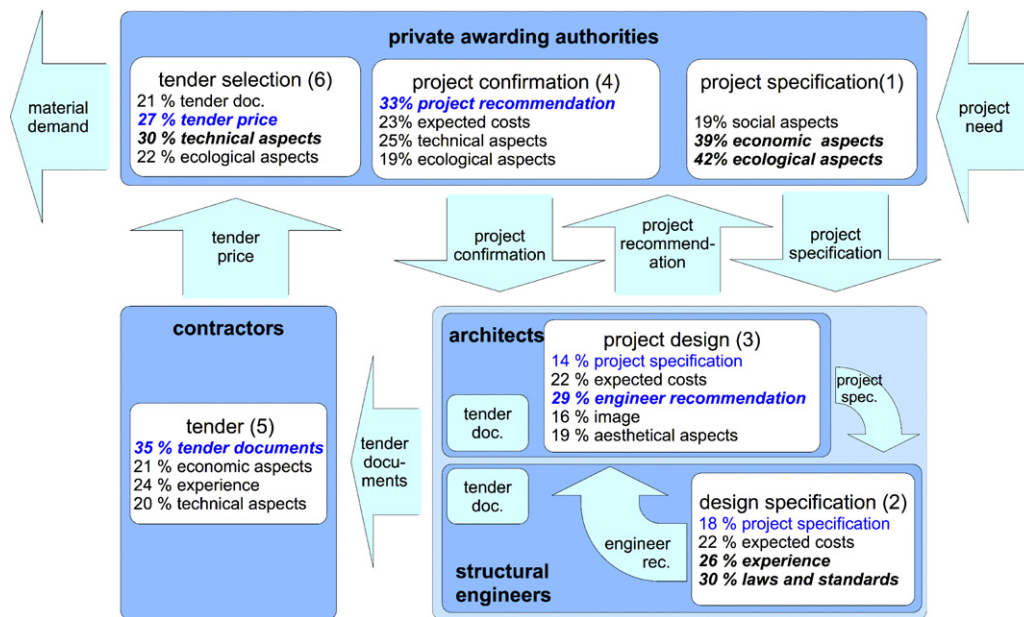 private awarding authorities
tender selection (6)
21 % tender doc.
27 % tender price
30 % technical aspects
22 % ecological aspects
project confirmation (4)
33% project recommendation
23% expected costs
25% technical aspects
19% ecological aspects
project specification(1)
19% social aspects
39% economic aspects
42% ecological aspects
material
demand
project
need
tender
price
project
confirmation
project
recommend-
ation
project
specification
contractors
tender (5)
35 % tender documents
21 % economic aspects
24 % experience
20 % technical aspects
tender
docu-
ments
architects
project design (3)
14 % project specification
22 % expected costs
29 % engineer recommendation
16 % image
19 % aesthetical aspects
tender
doc.
project
spec.
tender
doc.
engineer
rec.
design specification (2)
18 % project specification
22 % expected costs
26 % experience
30 % laws and standards
structural
engineers